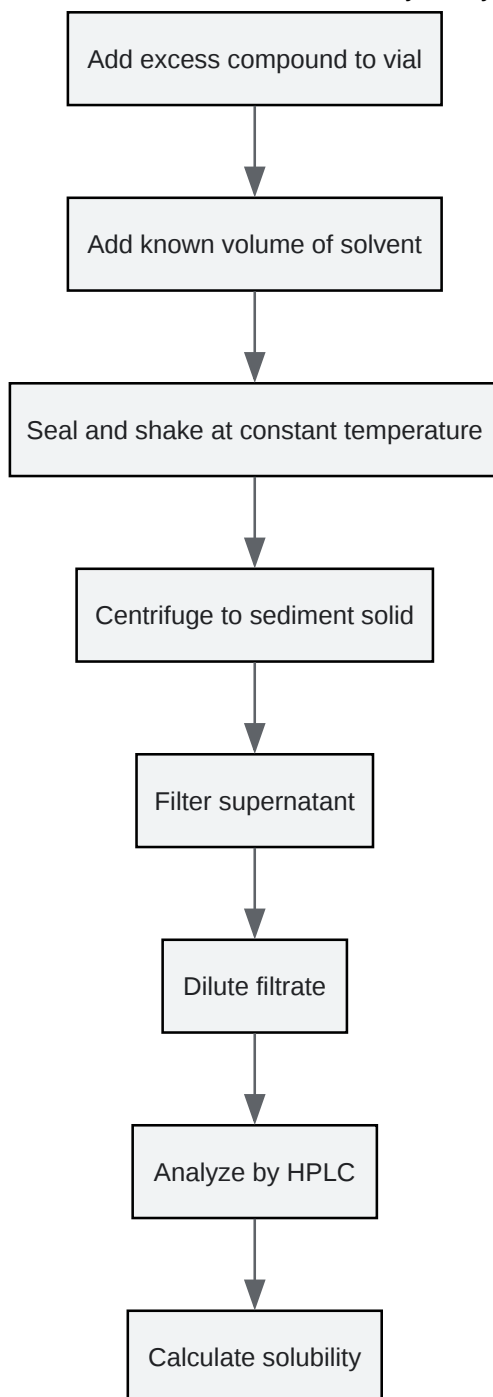 Add excess compound to vial
Add known volume of solvent
Seal and shake at constant temperature
Centrifuge to sediment solid
Filter supernatant
Dilute filtrate
Analyze by HPLC
Calculate solubility